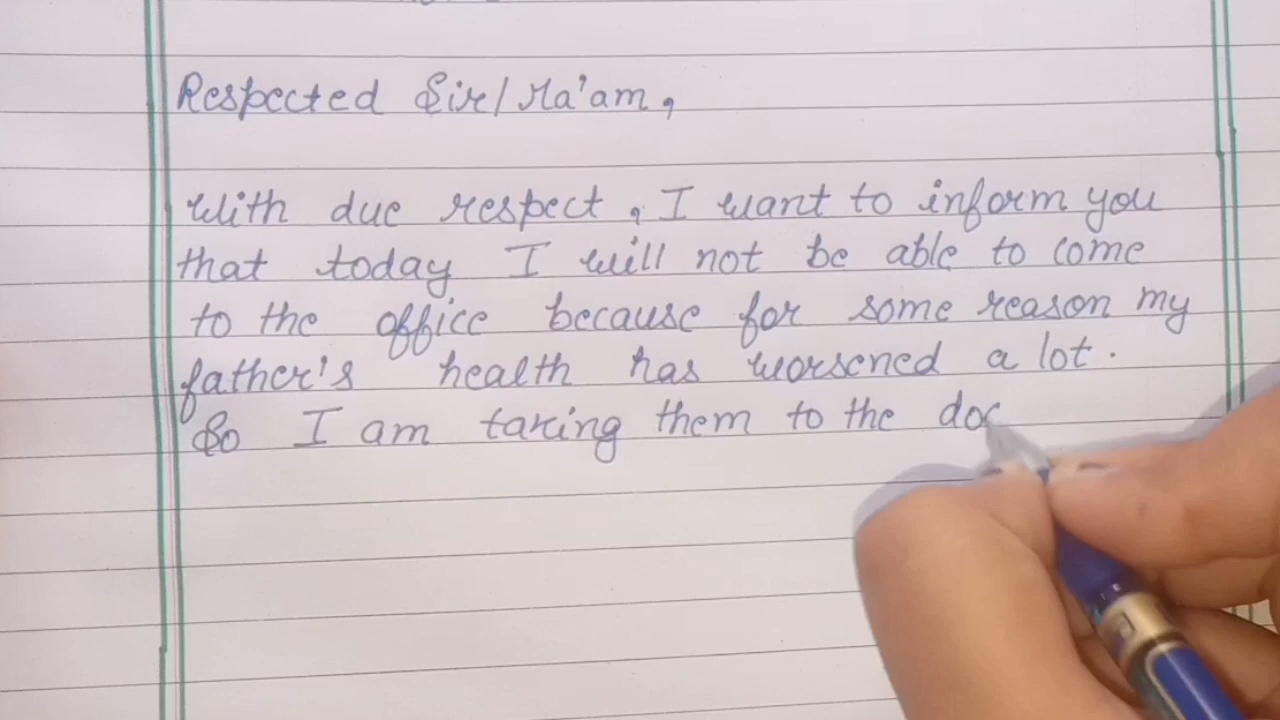 Respected Sir/Ma'am,
With due respect, I want to inform you
that today I will not be able to come
to the office because for some reason my
father's health has worsened a lot.
So I am taking them to the doc